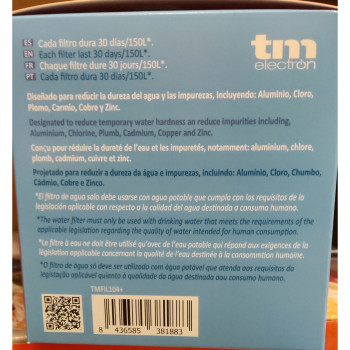 ES Cada filtro dura 30 días/150L*.
EN Each filter last 30 days/150L*.
FR Chaque filtre dure 30 jours/150L*.
PT Cada filtro dura 30 dias/150L*.
tm
electron
Diseñado para reducir la dureza del agua y las impurezas, incluyendo: Aluminio, Cloro,
Plomo, Carmio, Cobre y Zinc.
Designated to reduce temporary water hardness an reduce impurities including,
Aluminium, Chlorine, Plumb, Cadmium, Copper and Zinc.
Conçu pour réduire la dureté de l'eau et les impuretés, notamment: aluminium, chlore,
plomb, cadmium, cuivre et zinc.
Projetado para reduzir a dureza da água e impurezas, incluindo: Alumínio, Cloro, Chumbo,
Cádmio, Cobre e Zinco.
*El filtro de agua solo debe usarse con agua potable que cumpla con las requisitos de la
legislación aplicable con respecto a la calidad del agua destinada a consumo humano.
*The water filter must only be used with drinking water that meets the requirements of the
applicable legislation regarding the quality of water intended for human consumption.
*Le filtre à eau ne doit être utilisé qu'avec de l'eau potable qui répond aux exigences de la
législation applicable concernant la qualité de l'eau destinée à la consommation humaine.
*O filtro de água só deve ser utilizado com água potável que atenda aos requisitos da
legislação aplicável quanto à qualidade da água destinada ao consumo humano.
TMFIL104+
8 436585 381883